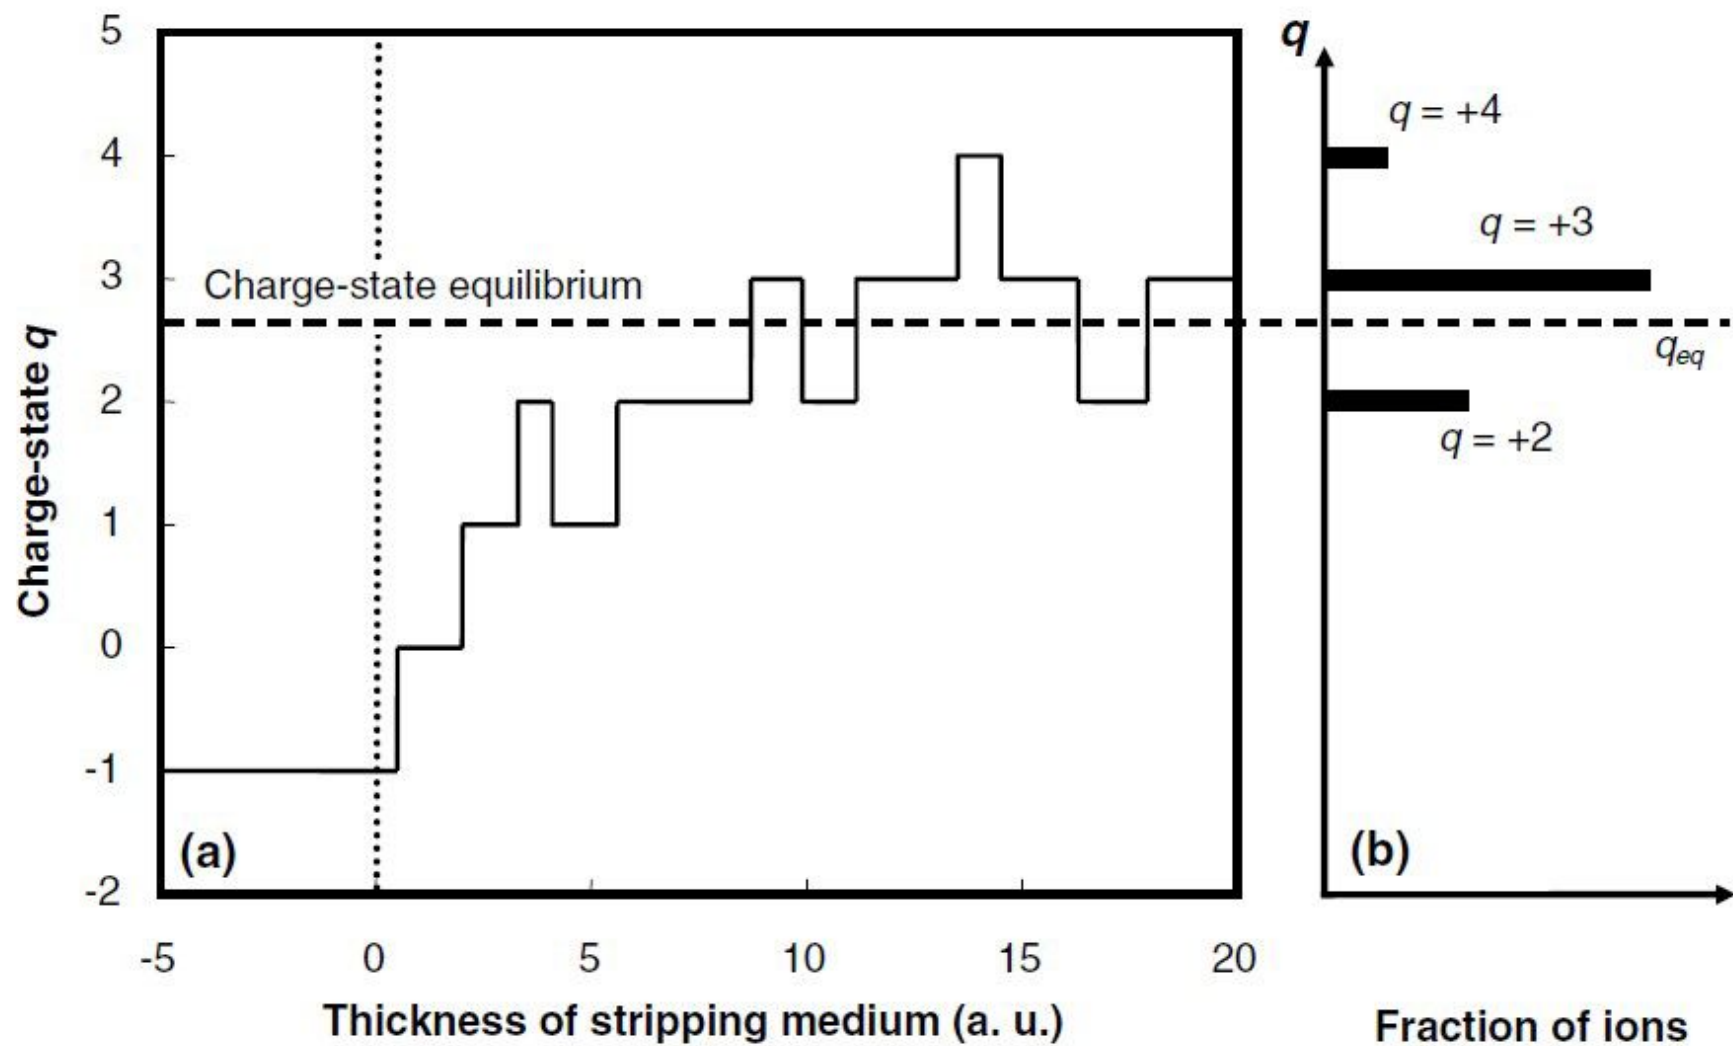 5
4
3
2
1
0
-1
-2
Charge-state q
Charge-state equilibrium
(a)
-5 0 5 10 15 20
Thickness of stripping medium (a. u.)
q
q = +4
q = +3
qeq
q = +2
(b)
Fraction of ions